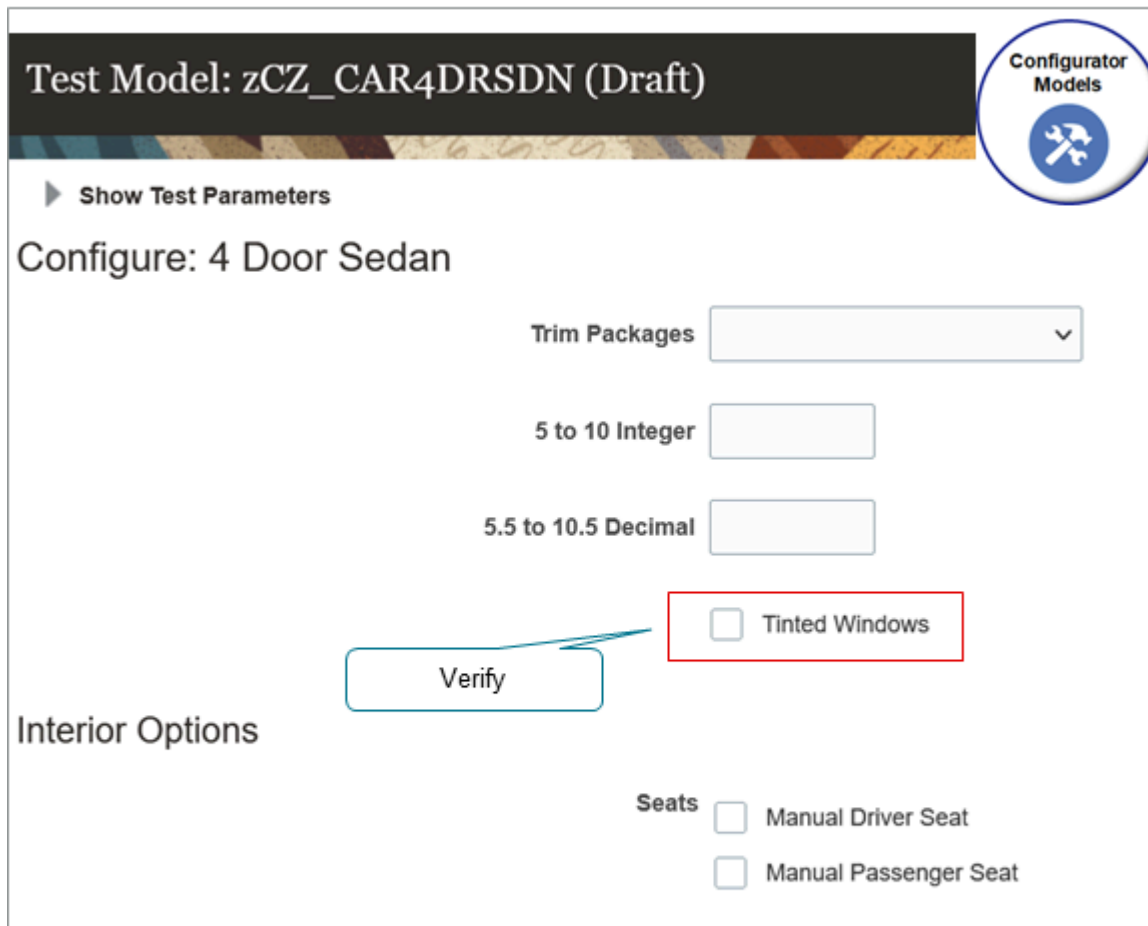 Test Model: zCZ_CAR4DRSDN (Draft)
Configurator
Models
Show Test Parameters
Configure: 4 Door Sedan
Trim Packages
5 to 10 Integer
5.5 to 10.5 Decimal
Tinted Windows
Verify
Interior Options
Seats
Manual Driver Seat
Manual Passenger Seat